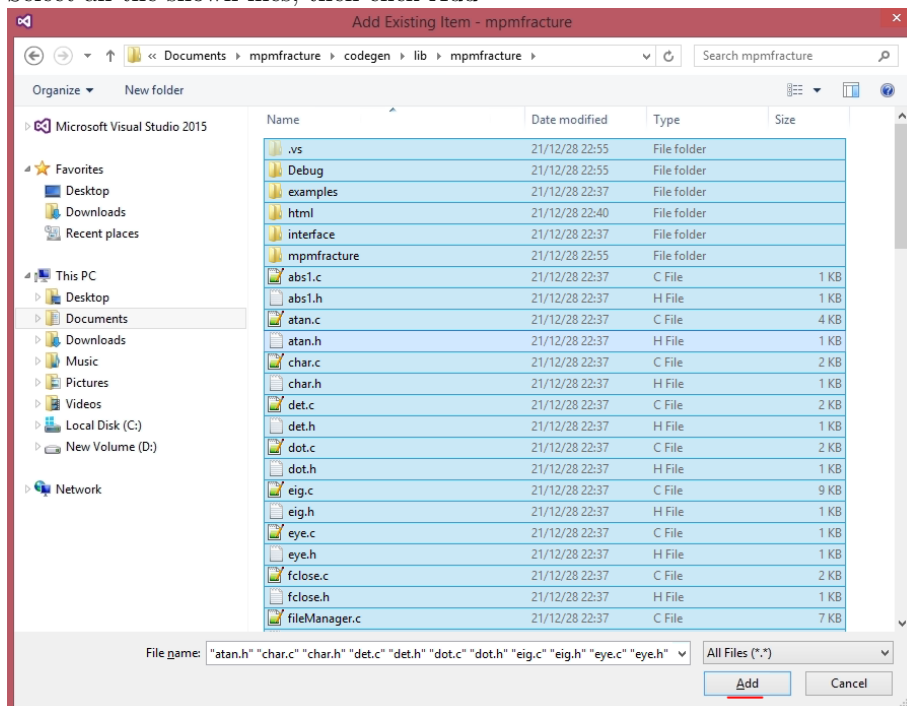 Select all the shown files, then click Add
Add Existing Item - mpmfracture
« Documents mpmfracture codegen lib mpmfracture
Search mpmfracture
Organize New folder
Name Date modified Type Size
Microsoft Visual Studio 2015
Favorites
Desktop
Downloads
Recent places
This PC
Desktop
Documents
Downloads
Music
Pictures
Videos
Local Disk (C:)
New Volume (D:)
Network
.vs 21/12/28 22:55 File folder
Debug 21/12/28 22:55 File folder
examples 21/12/28 22:37 File folder
html 21/12/28 22:40 File folder
interface 21/12/28 22:37 File folder
mpmfracture 21/12/28 22:55 File folder
abs1.c 21/12/28 22:37 C File 1 KB
abs1.h 21/12/28 22:37 H File 1 KB
atan.c 21/12/28 22:37 C File 4 KB
atan.h 21/12/28 22:37 H File 1 KB
char.c 21/12/28 22:37 C File 2 KB
char.h 21/12/28 22:37 H File 1 KB
det.c 21/12/28 22:37 C File 2 KB
det.h 21/12/28 22:37 H File 1 KB
dot.c 21/12/28 22:37 C File 2 KB
dot.h 21/12/28 22:37 H File 1 KB
eig.c 21/12/28 22:37 C File 9 KB
eig.h 21/12/28 22:37 H File 1 KB
eye.c 21/12/28 22:37 C File 1 KB
eye.h 21/12/28 22:37 H File 1 KB
fclose.c 21/12/28 22:37 C File 2 KB
fclose.h 21/12/28 22:37 H File 1 KB
fileManager.c 21/12/28 22:37 C File 7 KB
File name: "atan.h" "char.c" "char.h" "det.c" "det.h" "dot.c" "dot.h" "eig.c" "eig.h" "eye.c" "eye.h"
All Files (*.*)
Add Cancel